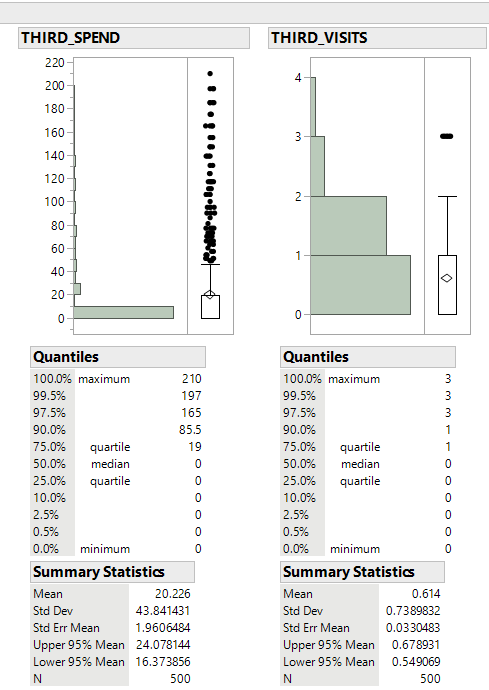 THIRD_SPEND
220
200
180
160
140
120
100
80
60
40
20
0
Quantiles
100.0% maximum 210
99.5% 197
97.5% 165
90.0% 85.5
75.0% quartile 19
50.0% median 0
25.0% quartile 0
10.0% 0
2.5% 0
0.5% 0
0.0% minimum 0
Summary Statistics
Mean 20.226
Std Dev 43.841431
Std Err Mean 1.9606484
Upper 95% Mean 24.078144
Lower 95% Mean 16.373856
N 500
THIRD_VISITS
4
3
2
1
0
Quantiles
100.0% maximum 3
99.5% 3
97.5% 3
90.0% 1
75.0% quartile 1
50.0% median 0
25.0% quartile 0
10.0% 0
2.5% 0
0.5% 0
0.0% minimum 0
Summary Statistics
Mean 0.614
Std Dev 0.7389832
Std Err Mean 0.0330483
Upper 95% Mean 0.678931
Lower 95% Mean 0.549069
N 500